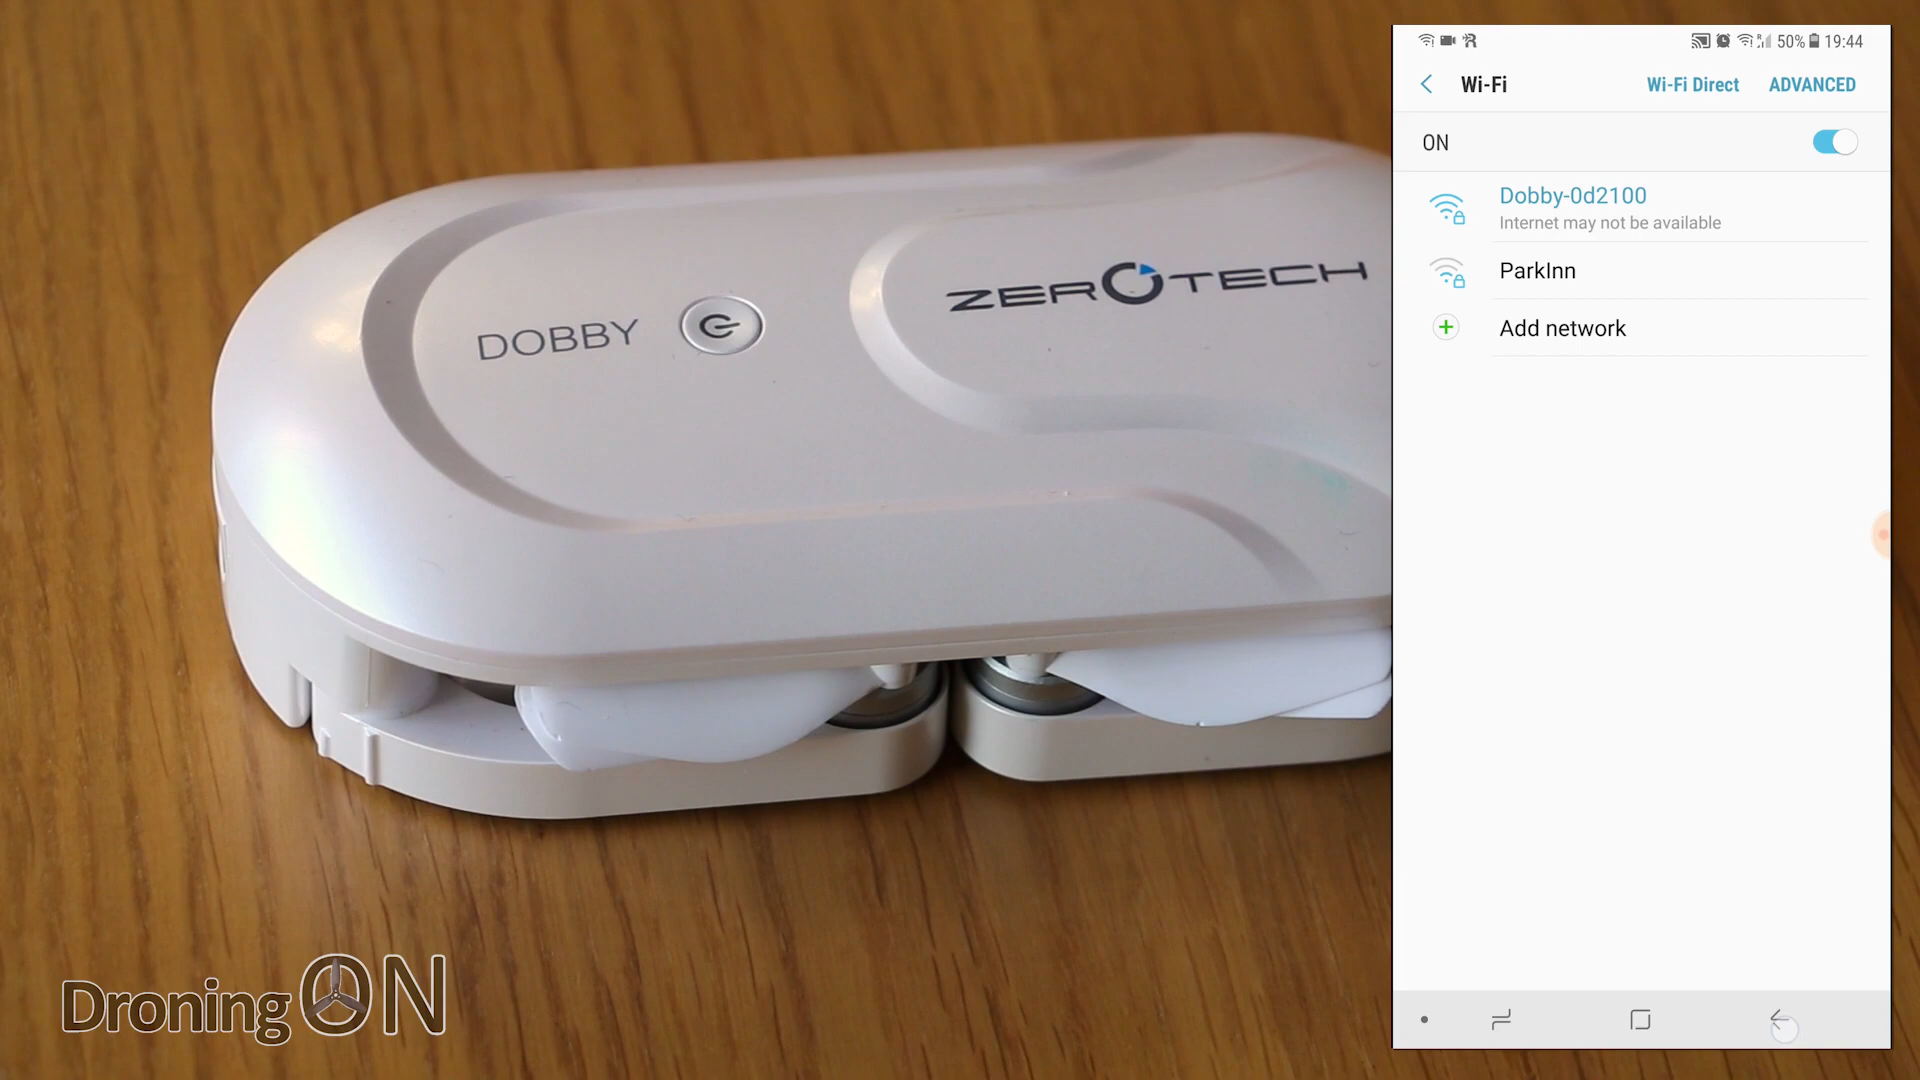 DOBBY
ZEROTECH
DroningON
50% 19:44
Wi-Fi Wi-Fi Direct ADVANCED
ON
Dobby-0d2100
Internet may not be available
ParkInn
Add network